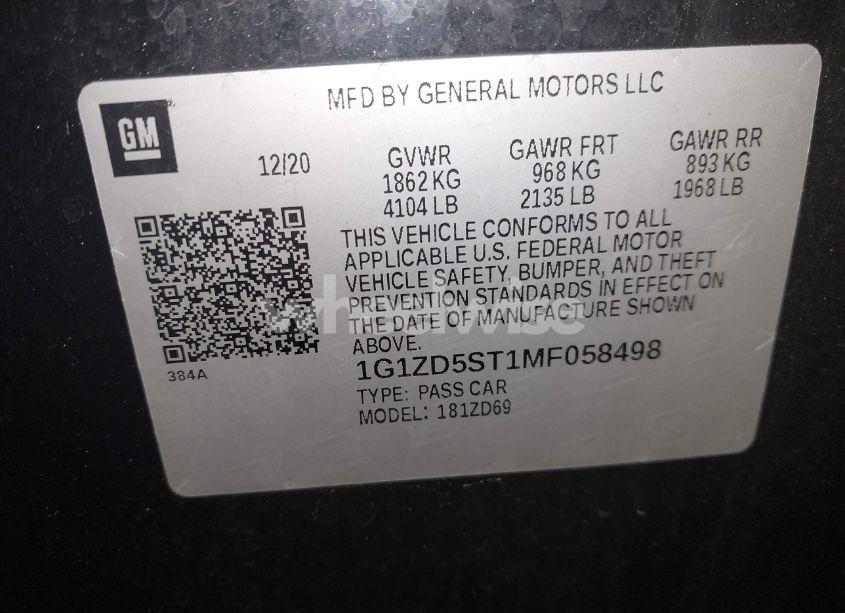 MFD BY GENERAL MOTORS LLC
GM
12/20
GVWR
1862 KG
4104 LB
GAWR FRT
968 KG
2135 LB
GAWR RR
893 KG
1968 LB
THIS VEHICLE CONFORMS TO ALL
APPLICABLE U.S. FEDERAL MOTOR
VEHICLE SAFETY, BUMPER, AND THEFT
PREVENTION STANDARDS IN EFFECT ON
THE DATE OF MANUFACTURE SHOWN
ABOVE.
384A
1G1ZD5ST1MF058498
TYPE: PASS CAR
MODEL: 181ZD69